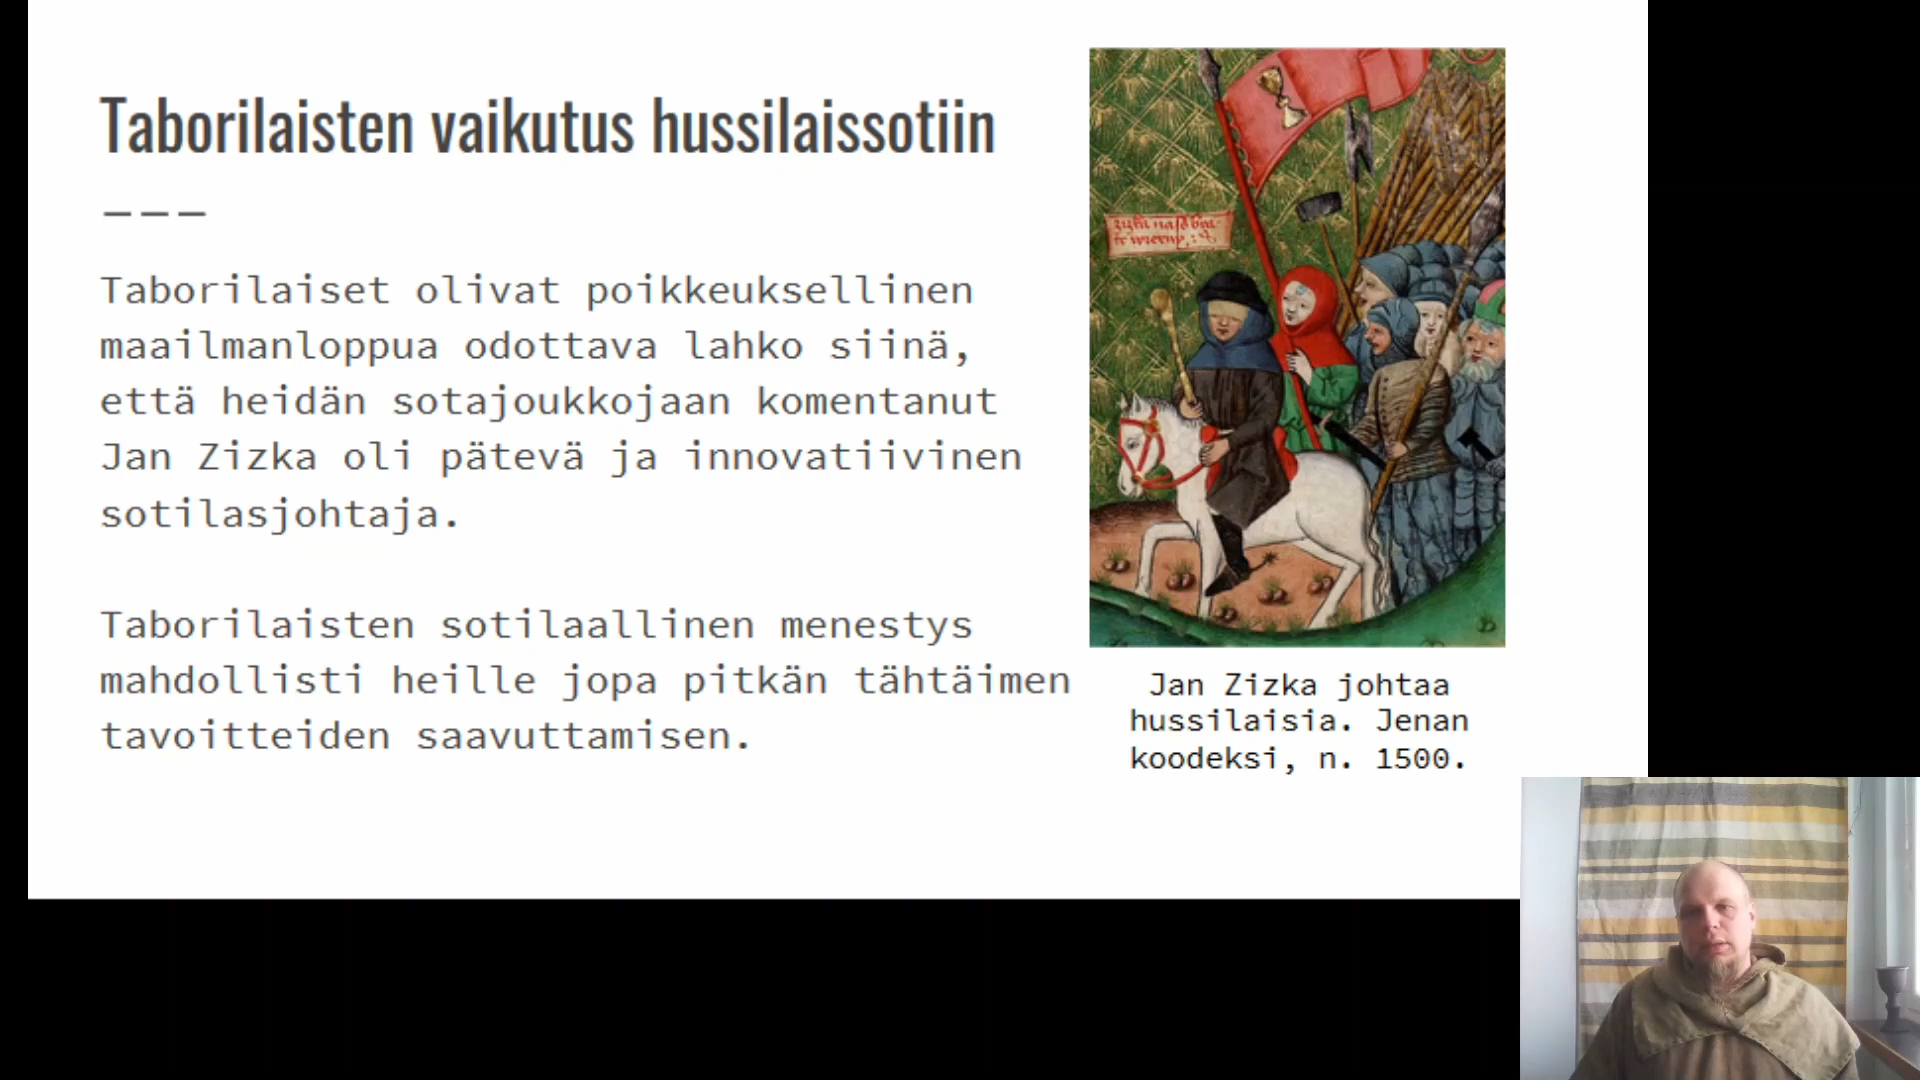 Taborilaisten vaikutus hussilaissotiin
Taborilaiset olivat poikkeuksellinen
maailmanloppua odottava lahko siinä,
että heidän sotajoukkojaan komentanut
Jan Zizka oli pätevä ja innovatiivinen
sotilasjohtaja.
Taborilaisten sotilaallinen menestys
mahdollisti heille jopa pitkän tähtäimen
tavoitteiden saavuttamisen.
Jan Zizka johtaa
hussilaisia. Jenan
koodeksi, n. 1500.